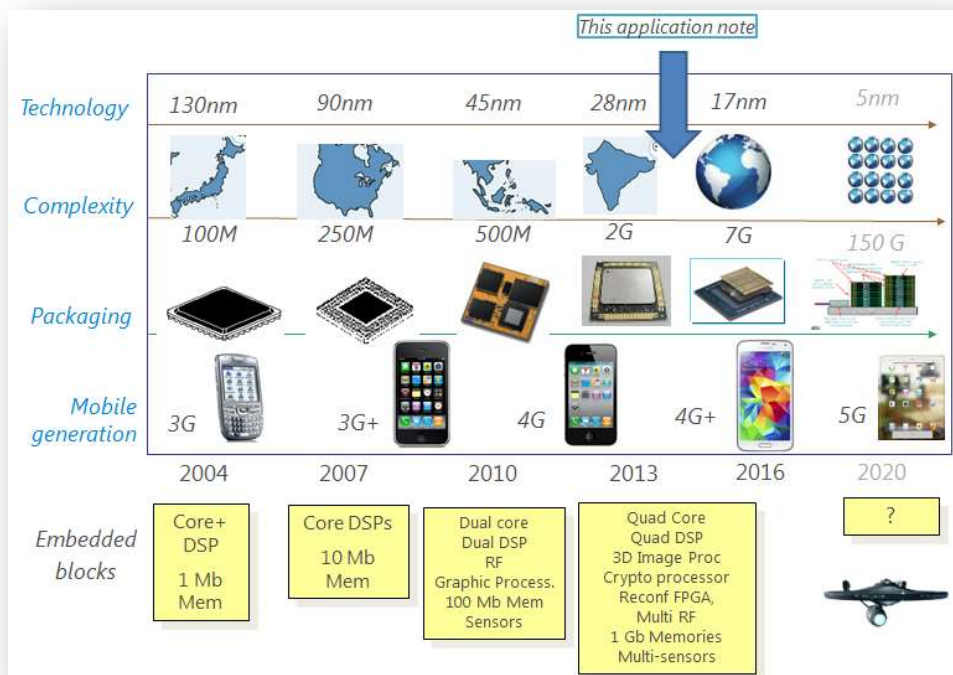 This application note
Technology
130nm
90nm
45nm
28nm
17nm
5nm
Complexity
100M
250M
500M
2G
7G
150 G
Packaging
Mobile
generation
3G
3G+
4G
4G+
5G
2004
2007
2010
2013
2016
2020
Embedded
blocks
Core+
DSP
1 Mb
Mem
Core DSPs
10 Mb
Mem
Dual core
Dual DSP
RF
Graphic Process.
100 Mb Mem
Sensors
Quad Core
Quad DSP
3D Image Proc
Crypto processor
Reconf FPGA,
Multi RF
1 Gb Memories
Multi-sensors
?